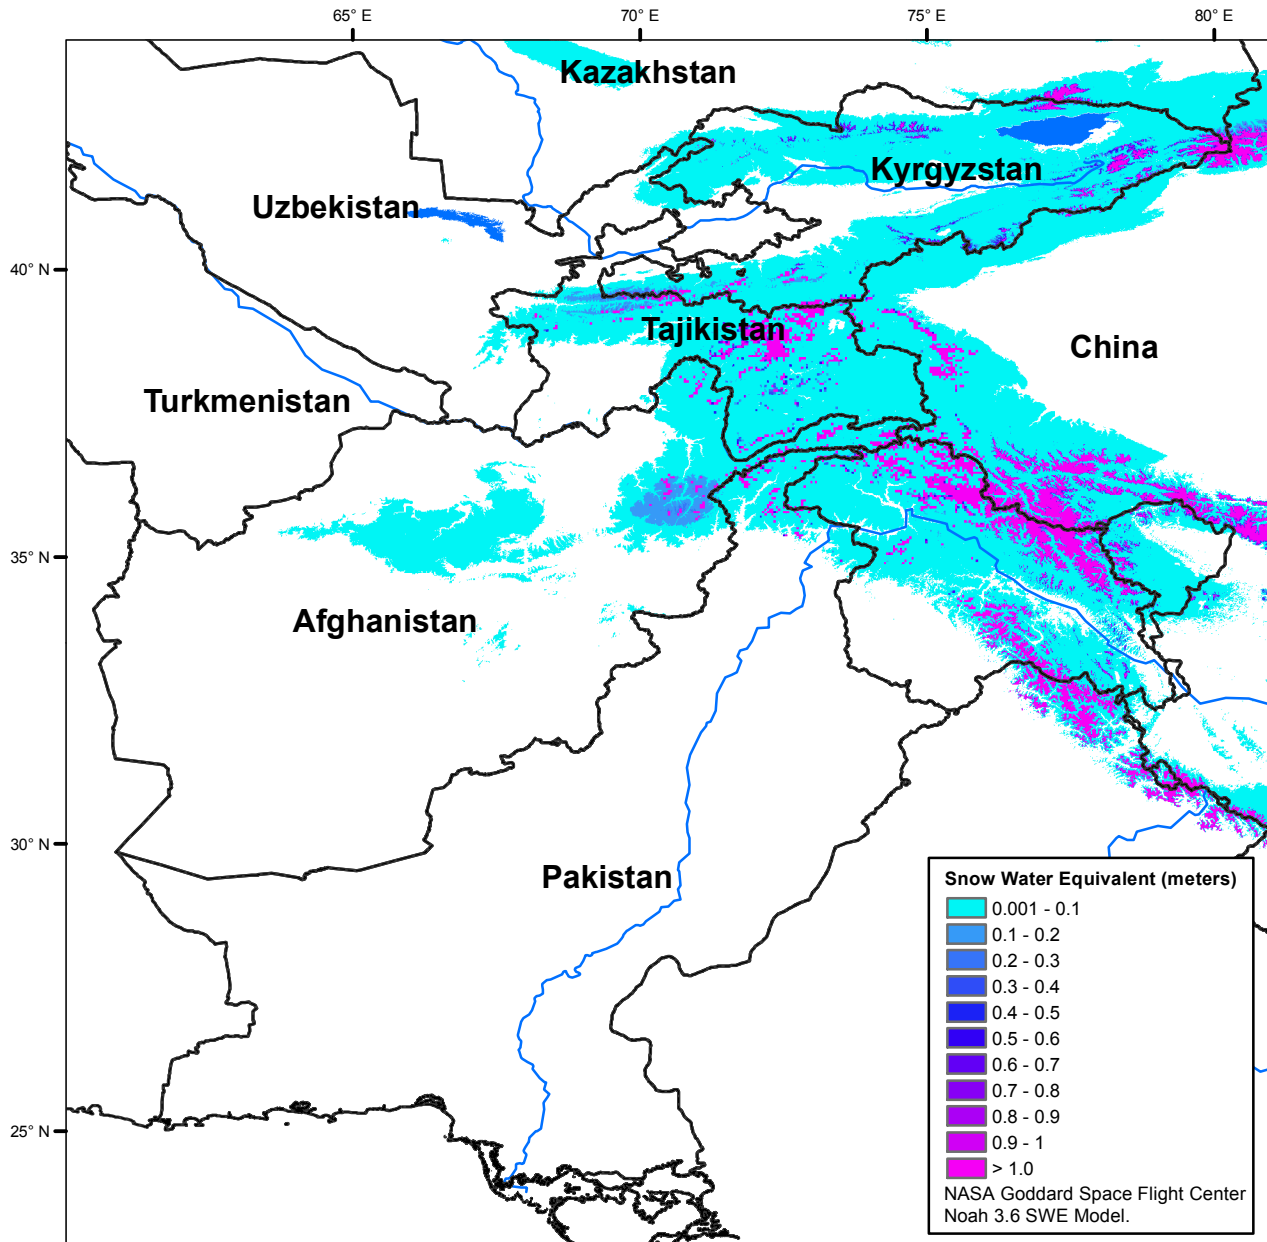 65° E
70° E
75° E
80° E
Kazakhstan
Kyrgyzstan
Uzbekistan
40° N
Tajikistan
China
Turkmenistan
35° N
Afghanistan
30° N
Pakistan
25° N
Snow Water Equivalent (meters)
0.001 - 0.1
0.1 - 0.2
0.2 - 0.3
0.3 - 0.4
0.4 - 0.5
0.5 - 0.6
0.6 - 0.7
0.7 - 0.8
0.8 - 0.9
0.9 - 1
> 1.0
NASA Goddard Space Flight Center
Noah 3.6 SWE Model.